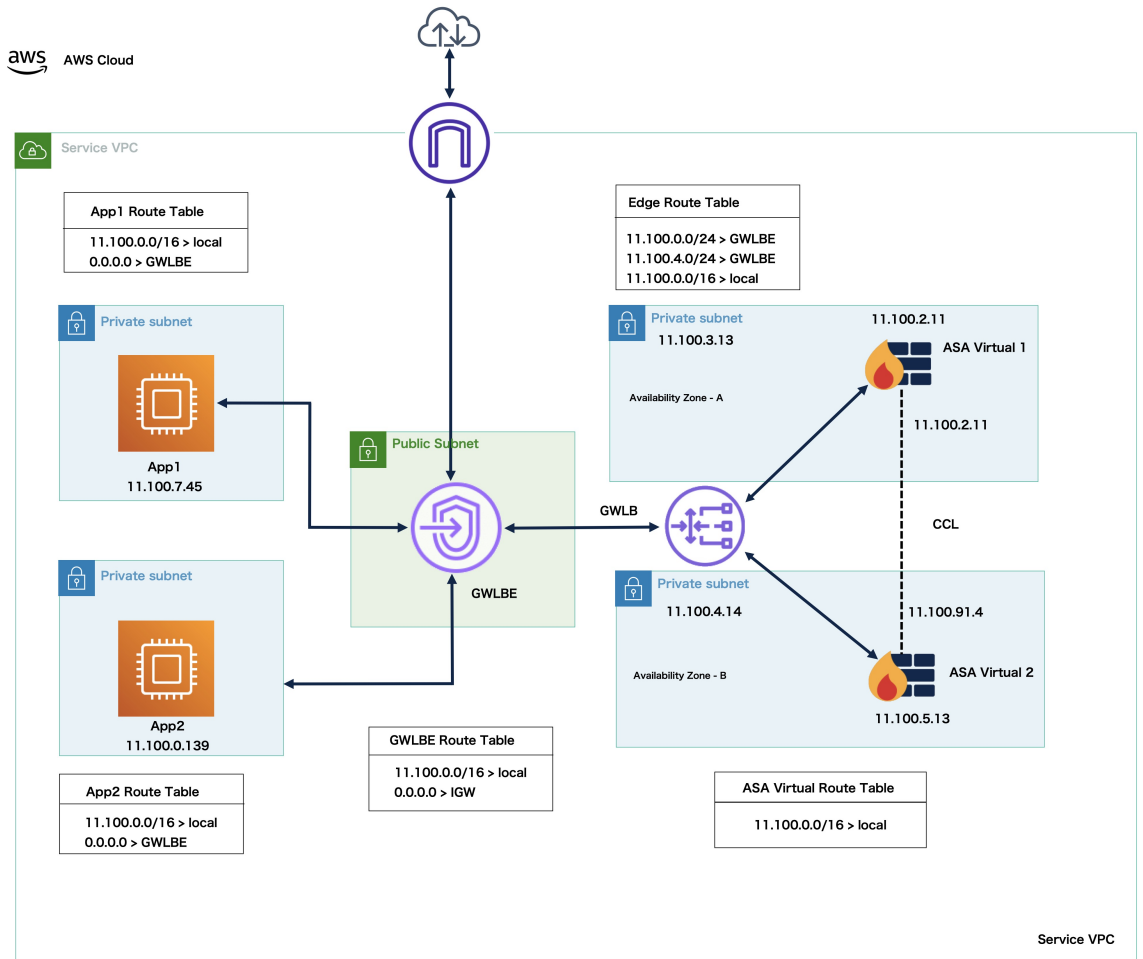 aws
AWS Cloud
Service VPC
App1 Route Table
11.100.0.0/16 > local
0.0.0.0 > GWLBE
Edge Route Table
11.100.0.0/24 > GWLBE
11.100.4.0/24 > GWLBE
11.100.0.0/16 > local
Private subnet
App1
11.100.7.45
Private subnet
11.100.3.13
11.100.2.11
ASA Virtual 1
Availability Zone - A
11.100.2.11
Public Subnet
GWLBE
GWLB
CCL
Private subnet
App2
11.100.0.139
Private subnet
11.100.4.14
11.100.91.4
Availability Zone - B
ASA Virtual 2
11.100.5.13
GWLBE Route Table
11.100.0.0/16 > local
0.0.0.0 > IGW
App2 Route Table
11.100.0.0/16 > local
0.0.0.0 > GWLBE
ASA Virtual Route Table
11.100.0.0/16 > local
Service VPC